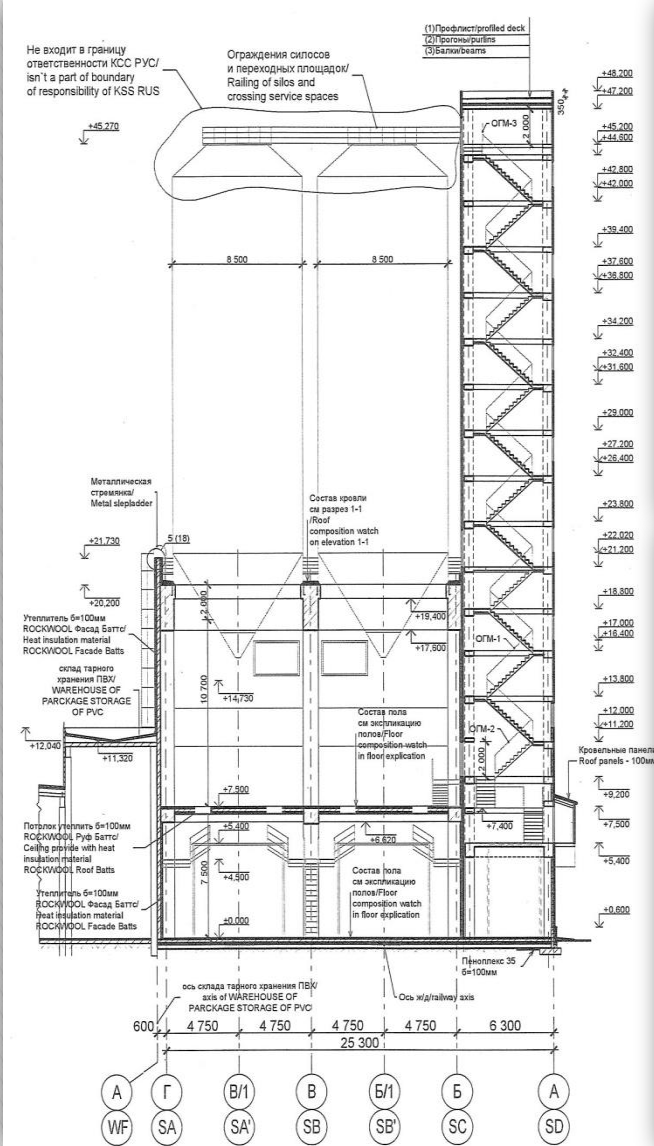 (1)Профлист/profiled deck
(2)Прогоны/purlins
(3)Балки/beams
Не входит в границу
ответственности КСС РУС/
isn`t a part of boundary
of responsibility of KSS RUS
Ограждения силосов
и переходных площадок/
Railing of silos and
crossing service spaces
+48,200
+47,200
350
+45.270
ОГМ-3
2 000
+45,200
+44,600
+42,800
+42,000
+39,400
8 500
8 500
+37,600
+36,800
+34,200
+32,400
+31.600
+29,000
+27,200
+26,400
Металлическая
стремянка/
Metal slepladder
Состав кровли
см разрез 1-1
/Roof
composition watch
on elevation 1-1
+23,800
+21.730
5 (18)
+22,020
+21,200
+20,200
2 000
+19,400
+18,800
Утеплитель б=100мм
ROCKWOOL Фасад Баттс/
Heat insulation material
ROCKWOOL Facade Batts
+17,600
+17,000
+16,400
ОГМ-1
склад тарного
хранения ПВХ/
WAREHOUSE OF
PARCKAGE STORAGE
OF PVC
10 700
+14,730
+13,800
Состав пола
см экспликацию
полов/Floor
composition watch
in floor explication
ОГМ-2
+12,000
+11,200
+12,040
+11,320
2 000
Кровельные панели
Roof panels - 100мм
+9,200
+7,500
+7,500
+7,400
Потолок утеплить б=100мм
ROCKWOOL Руф Баттс/
Ceiling provide with heat
insulation material
ROCKWOOL Roof Batts
+5,400
+6 620
+5,400
7 500
+4,500
Состав пола
см экспликацию
полов/Floor
composition watch
in floor explication
Утеплитель б=100мм
ROCKWOOL Фасад Баттс/
Heat insulation material
ROCKWOOL Facade Batts
±0.000
+0.600
Пеноплекс 35
б=100мм
ось склада тарного хранения ПВХ/
axis of WAREHOUSE OF
PARCKAGE STORAGE OF PVC
Ось ж/д/railway axis
600
4 750
4 750
4 750
4 750
6 300
25 300
А
Г
В/1
В
Б/1
Б
А
WF
SA
SA'
SB
SB'
SC
SD